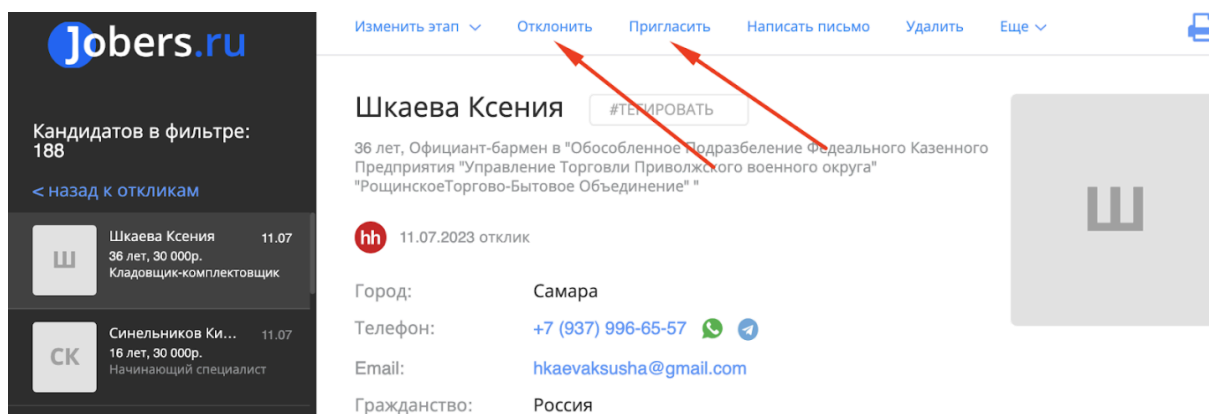 Jobers.ru
Кандидатов в фильтре:
188
< назад к откликам
Ш
Шкаева Ксения 11.07
36 лет, 30 000р.
Кладовщик-комплектовщик
СК
Синельников Ки... 11.07
16 лет, 30 000р.
Начинающий специалист
Изменить этап Отклонить Пригласить Написать письмо Удалить Еще
Шкаева Ксения #ТЕГИРОВАТЬ
36 лет, Официант-бармен в "Обособленное Подразбеление Федеального Казенного
Предприятия "Управление Торговли Приволжского военного округа"
"РощинскоеТоргово-Бытовое Объединение" "
hh 11.07.2023 отклик
Город: Самара
Телефон: +7 (937) 996-65-57
Email: hkaevaksusha@gmail.com
Гражданство: Россия
Ш